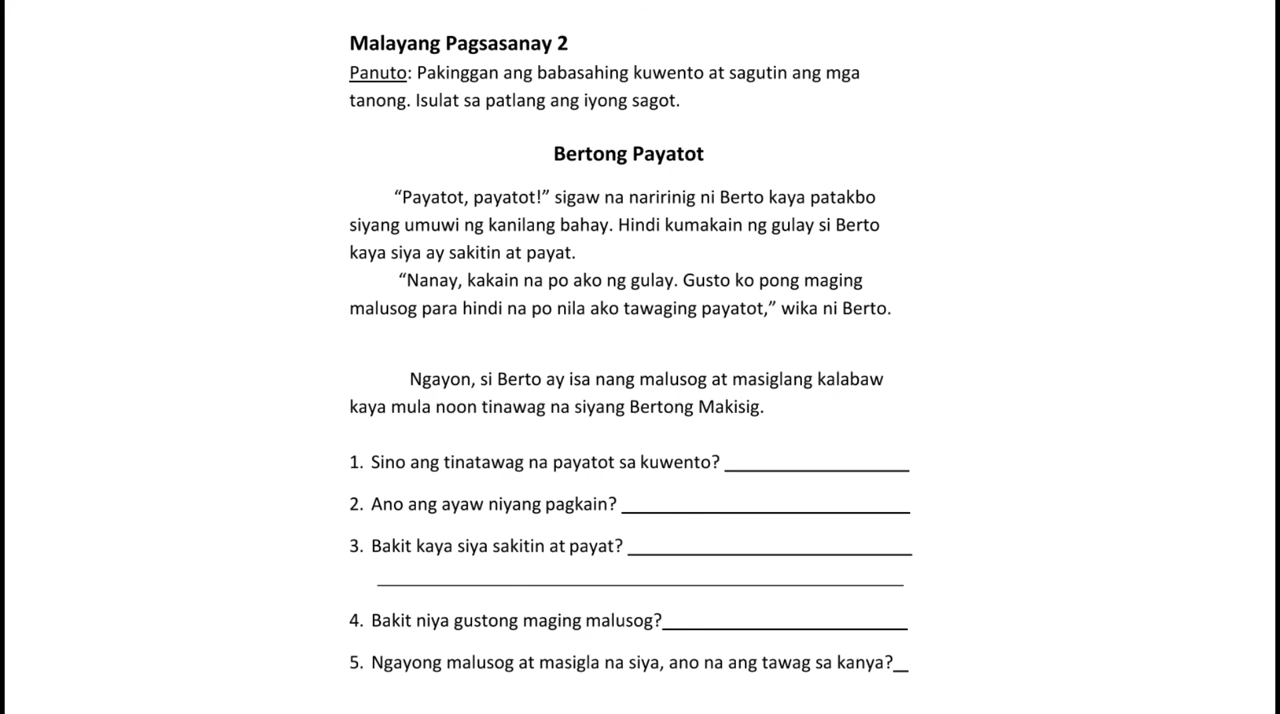 Malayang Pagsasanay 2
Panuto: Pakinggan ang babasahing kuwento at sagutin ang mga
tanong. Isulat sa patlang ang iyong sagot.
Bertong Payatot
“Payatot, payatot!” sigaw na naririnig ni Berto kaya patakbo
siyang umuwi ng kanilang bahay. Hindi kumakain ng gulay si Berto
kaya siya ay sakitin at payat.
“Nanay, kakain na po ako ng gulay. Gusto ko pong maging
malusog para hindi na po nila ako tawaging payatot,” wika ni Berto.
Ngayon, si Berto ay isa nang malusog at masiglang kalabaw
kaya mula noon tinawag na siyang Bertong Makisig.
1. Sino ang tinatawag na payatot sa kuwento? ____________________
2. Ano ang ayaw niyang pagkain? ____________________
3. Bakit kaya siya sakitin at payat? ____________________
____________________
4. Bakit niya gustong maging malusog?____________________
5. Ngayong malusog at masigla na siya, ano na ang tawag sa kanya?__